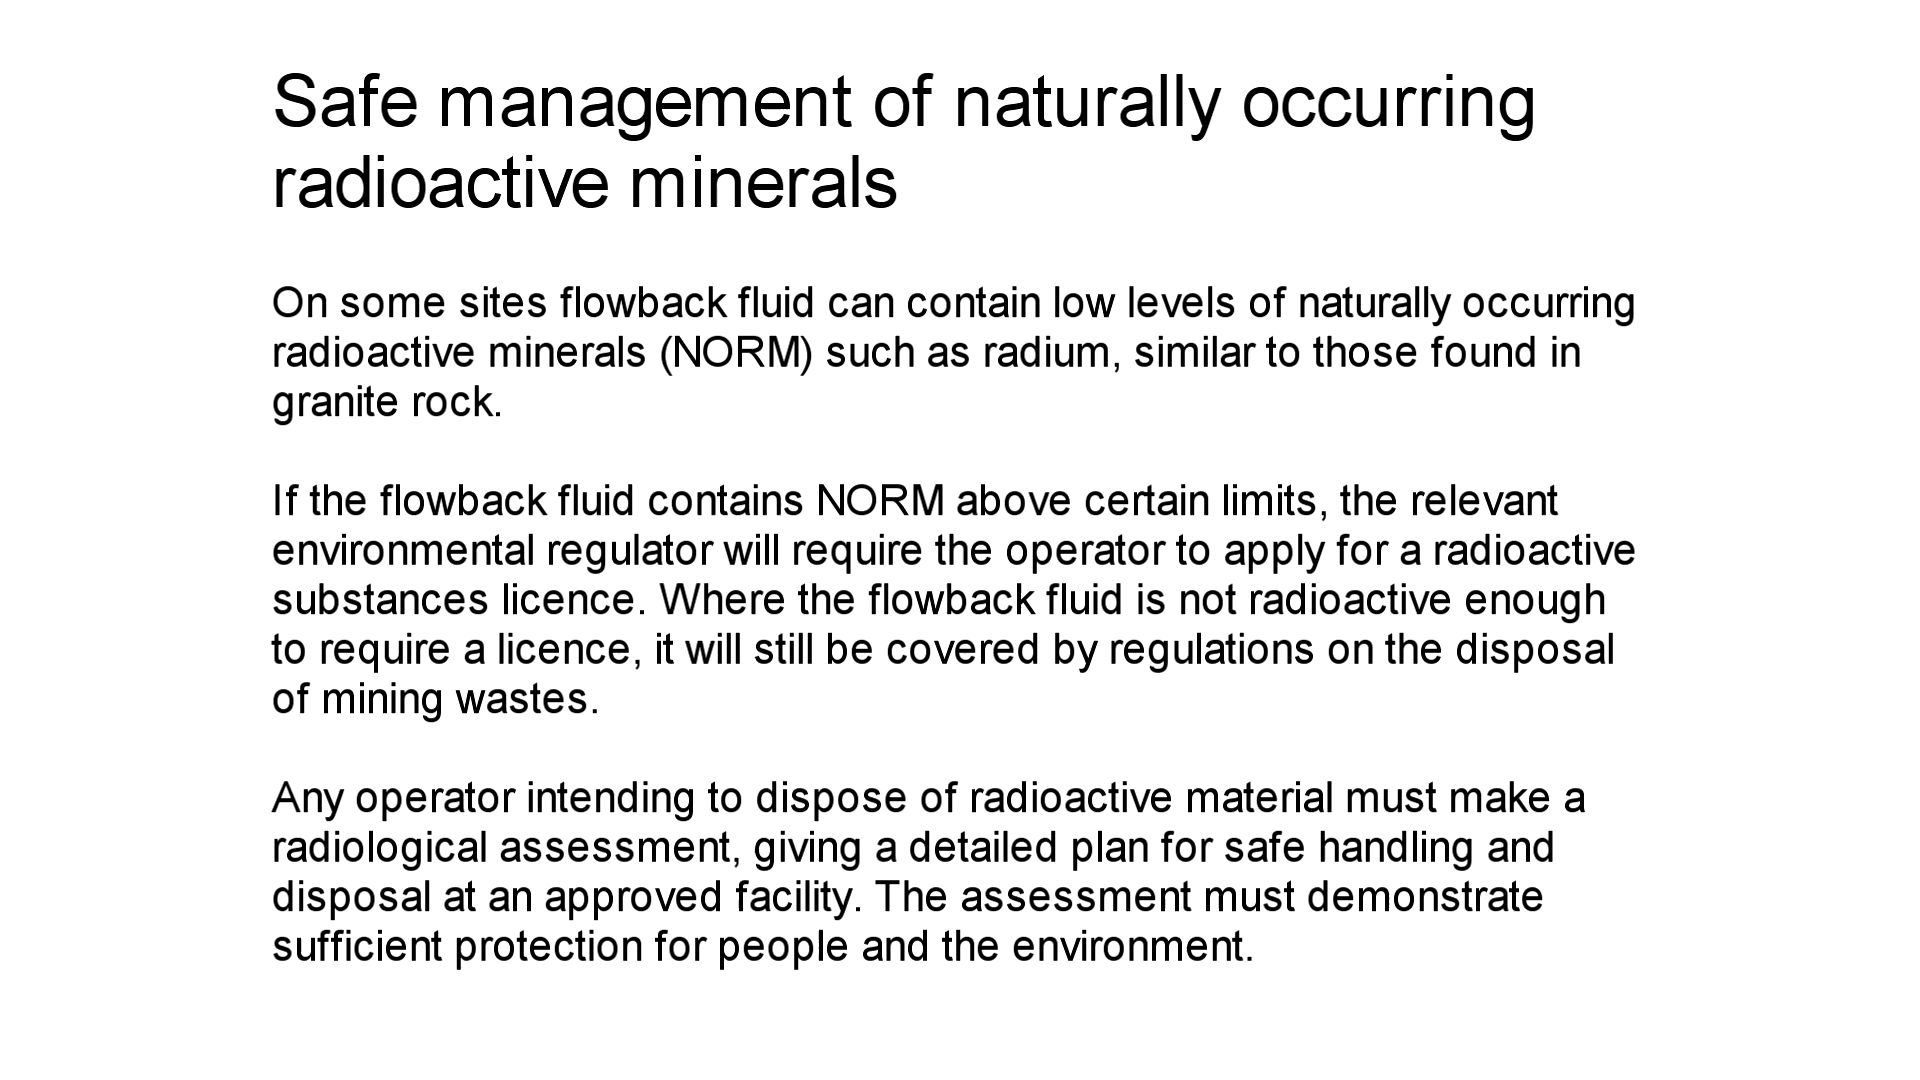 Safe management of naturally occurring
radioactive minerals
On some sites flowback fluid can contain low levels of naturally occurring
radioactive minerals (NORM) such as radium, similar to those found in
granite rock.
If the flowback fluid contains NORM above certain limits, the relevant
environmental regulator will require the operator to apply for a radioactive
substances licence. Where the flowback fluid is not radioactive enough
to require a licence, it will still be covered by regulations on the disposal
of mining wastes.
Any operator intending to dispose of radioactive material must make a
radiological assessment, giving a detailed plan for safe handling and
disposal at an approved facility. The assessment must demonstrate
sufficient protection for people and the environment.